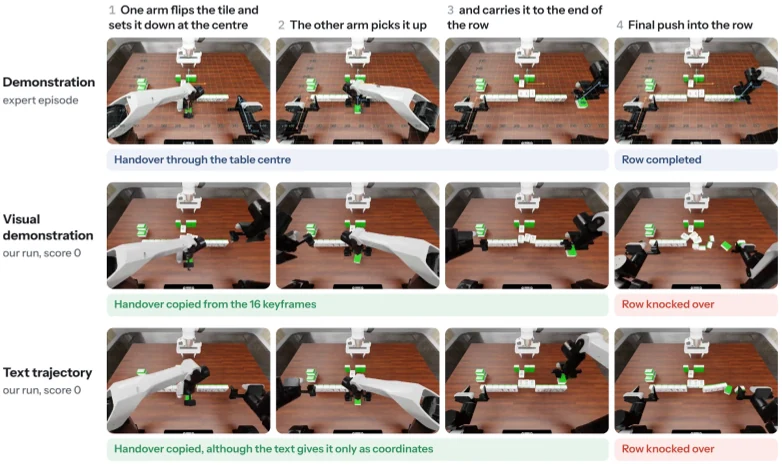 1 One arm flips the tile and
sets it down at the centre
2 The other arm picks it up
3 and carries it to the end of
the row
4 Final push into the row
Demonstration
expert episode
Handover through the table centre
Row completed
Visual
demonstration
our run, score 0
Handover copied from the 16 keyframes
Row knocked over
Text trajectory
our run, score 0
Handover copied, although the text gives it only as coordinates
Row knocked over